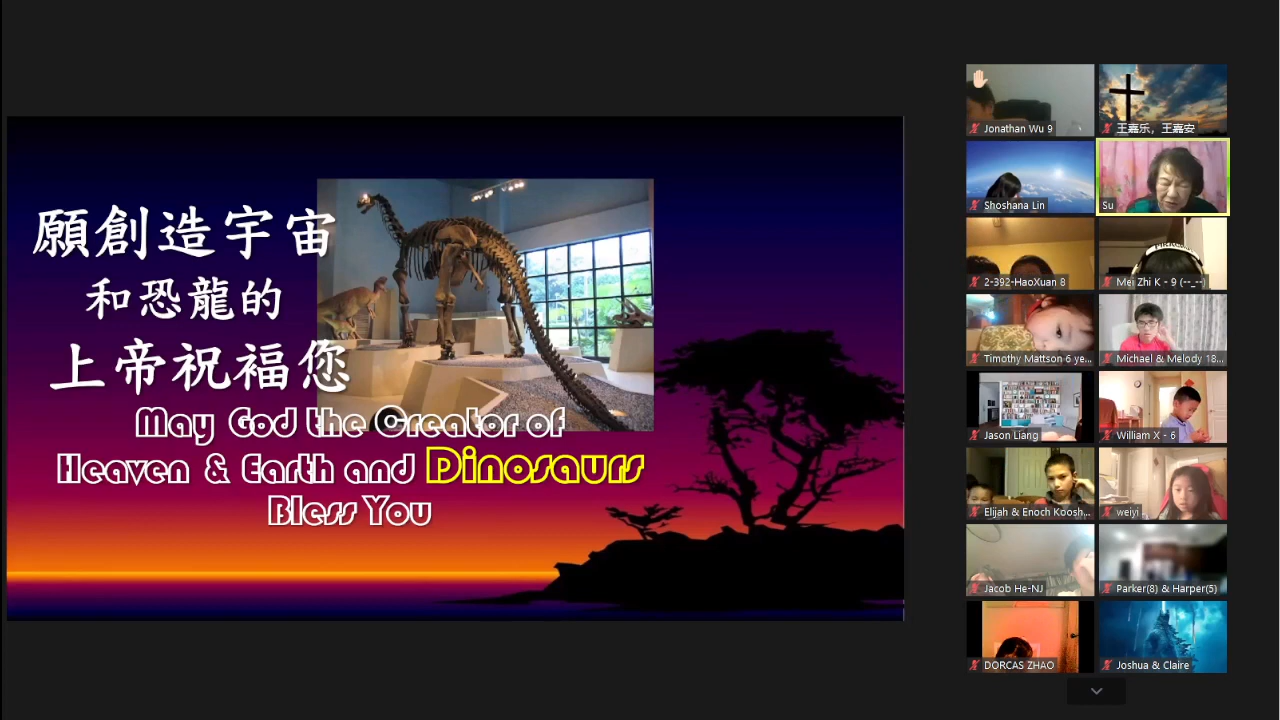 願創造宇宙
和恐龍的
上帝祝福您
May God the Creator of
Heaven & Earth and Dinosaurs
Bless You
Jonathan Wu 9
王嘉乐，王嘉安
Shoshana Lin
Su
2-392-HaoXuan 8
Mei Zhi K - 9 (--_--)
Timothy Mattson 6 ye...
Michael & Melody 18...
Jason Liang
William X - 6
Elijah & Enoch Koosh...
weiyi
Jacob He-NJ
Parker(8) & Harper(5)
DORCAS ZHAO
Joshua & Claire